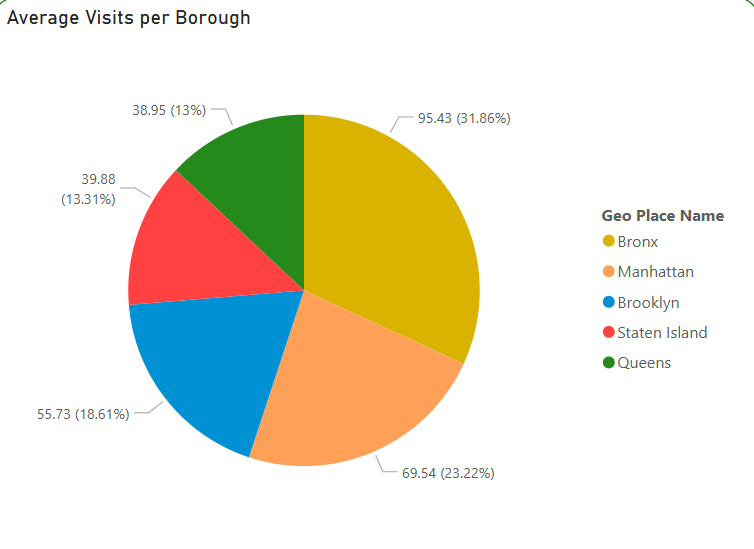 Average Visits per Borough
38.95 (13%)
95.43 (31.86%)
39.88
(13.31%)
55.73 (18.61%)
69.54 (23.22%)
Geo Place Name
Bronx
Manhattan
Brooklyn
Staten Island
Queens